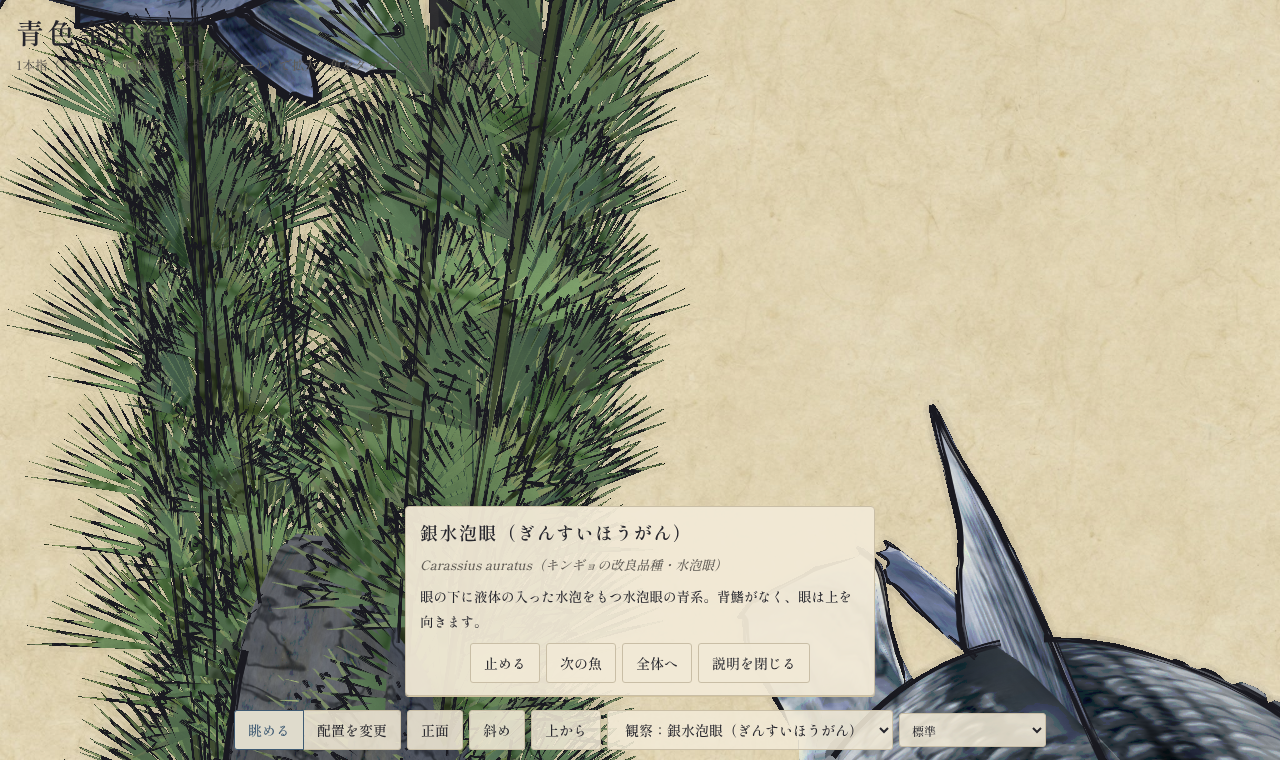 青色
1本指
銀水泡眼（ぎんすいほうがん）
Carassius auratus（キンギョの改良品種・水泡眼）
眼の下に液体の入った水泡をもつ水泡眼の青系。背鰭がなく、眼は上を
向きます。
止める 次の魚 全体へ 説明を閉じる
眺める 配置を変更 正面 斜め 上から 観察：銀水泡眼（ぎんすいほうがん） 標準